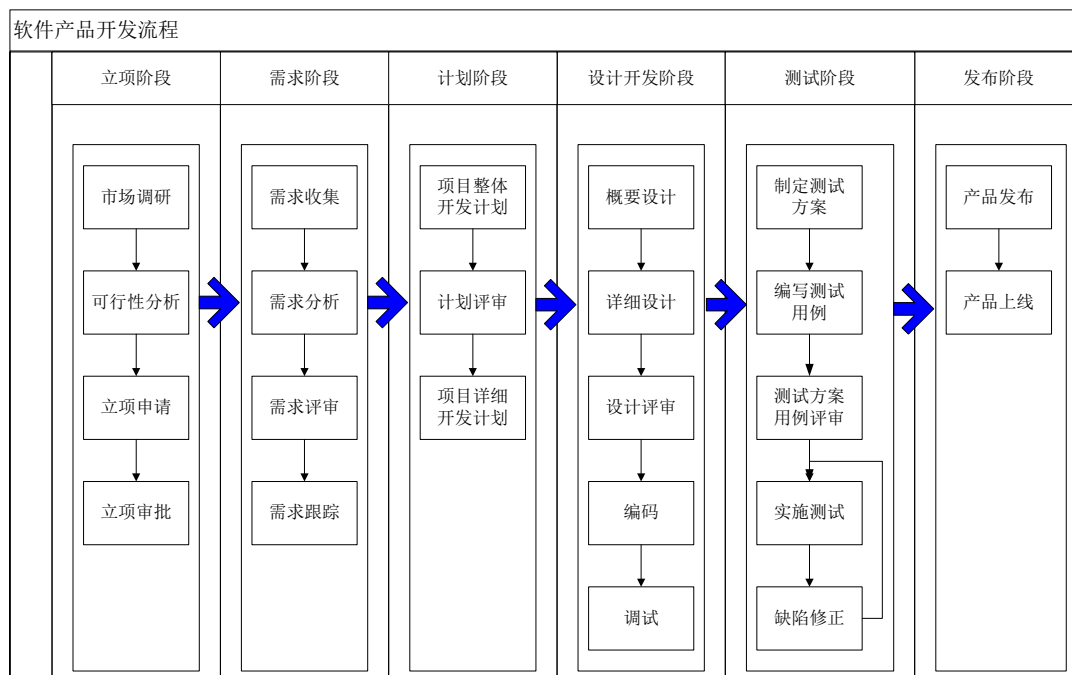 软件产品开发流程
立项阶段
需求阶段
计划阶段
设计开发阶段
测试阶段
发布阶段
市场调研
可行性分析
立项申请
立项审批
需求收集
需求分析
需求评审
需求跟踪
项目整体
开发计划
计划评审
项目详细
开发计划
概要设计
详细设计
设计评审
编码
调试
制定测试
方案
编写测试
用例
测试方案
用例评审
实施测试
缺陷修正
产品发布
产品上线